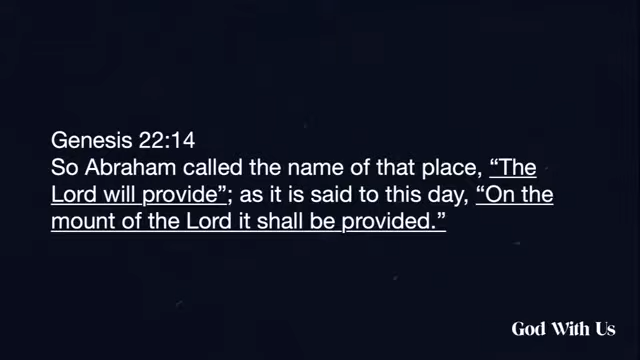 Genesis 22:14
So Abraham called the name of that place, “The
Lord will provide”; as it is said to this day, “On the
mount of the Lord it shall be provided.”
God With Us